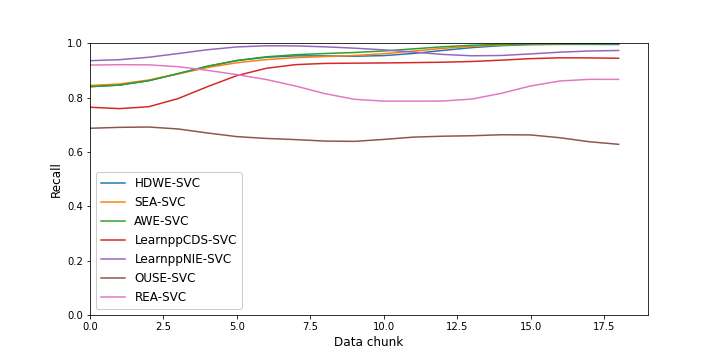 1.0
0.8
0.6
0.4
0.2
0.0
Recall
HDWE-SVC
SEA-SVC
AWE-SVC
LearnppCDS-SVC
LearnppNIE-SVC
OUSE-SVC
REA-SVC
0.0 2.5 5.0 7.5 10.0 12.5 15.0 17.5
Data chunk